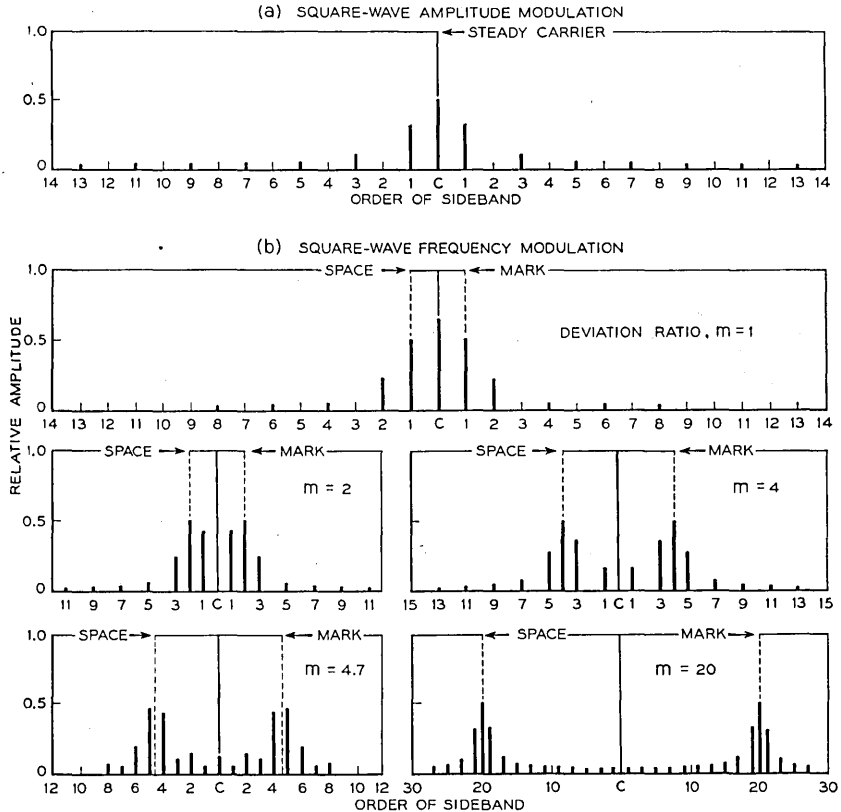 (a) SQUARE-WAVE AMPLITUDE MODULATION
1.0
STEADY CARRIER
0.5
0
14 13 12 11 10 9 8 7 6 5 4 3 2 1 C 1 2 3 4 5 6 7 8 9 10 11 12 13 14
ORDER OF SIDEBAND
(b) SQUARE-WAVE FREQUENCY MODULATION
1.0
SPACE MARK
RELATIVE AMPLITUDE
0.5
DEVIATION RATIO, m = 1
0
14 13 12 11 10 9 8 7 6 5 4 3 2 1 C 1 2 3 4 5 6 7 8 9 10 11 12 13 14
1.0
SPACE MARK SPACE MARK
m = 2 m = 4
0.5
0
11 9 7 5 3 1 C 1 3 5 7 9 11 15 13 11 9 7 5 3 1 C 1 3 5 7 9 11 13 15
1.0
SPACE MARK SPACE MARK
m = 4.7 m = 20
0.5
0
12 10 8 6 4 2 C 2 4 6 8 10 12 30 20 10 C 10 20 30
ORDER OF SIDEBAND